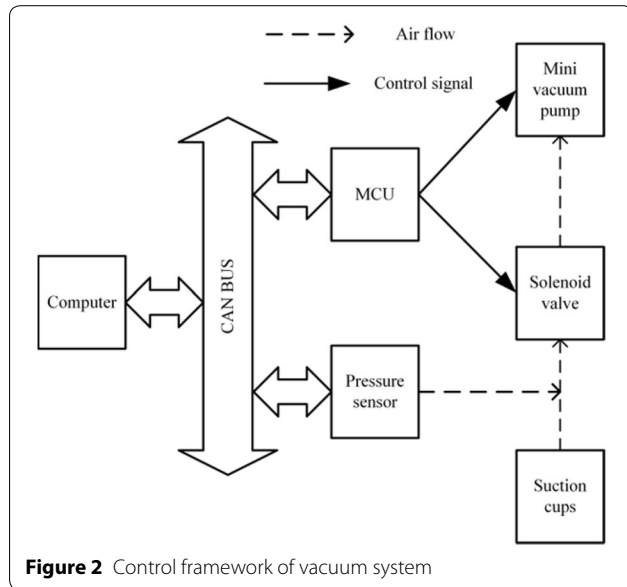 Air flow
Control signal
Mini
vacuum
pump
MCU
CAN BUS
Computer
Solenoid
valve
Pressure
sensor
Suction
cups
Figure 2 Control framework of vacuum system